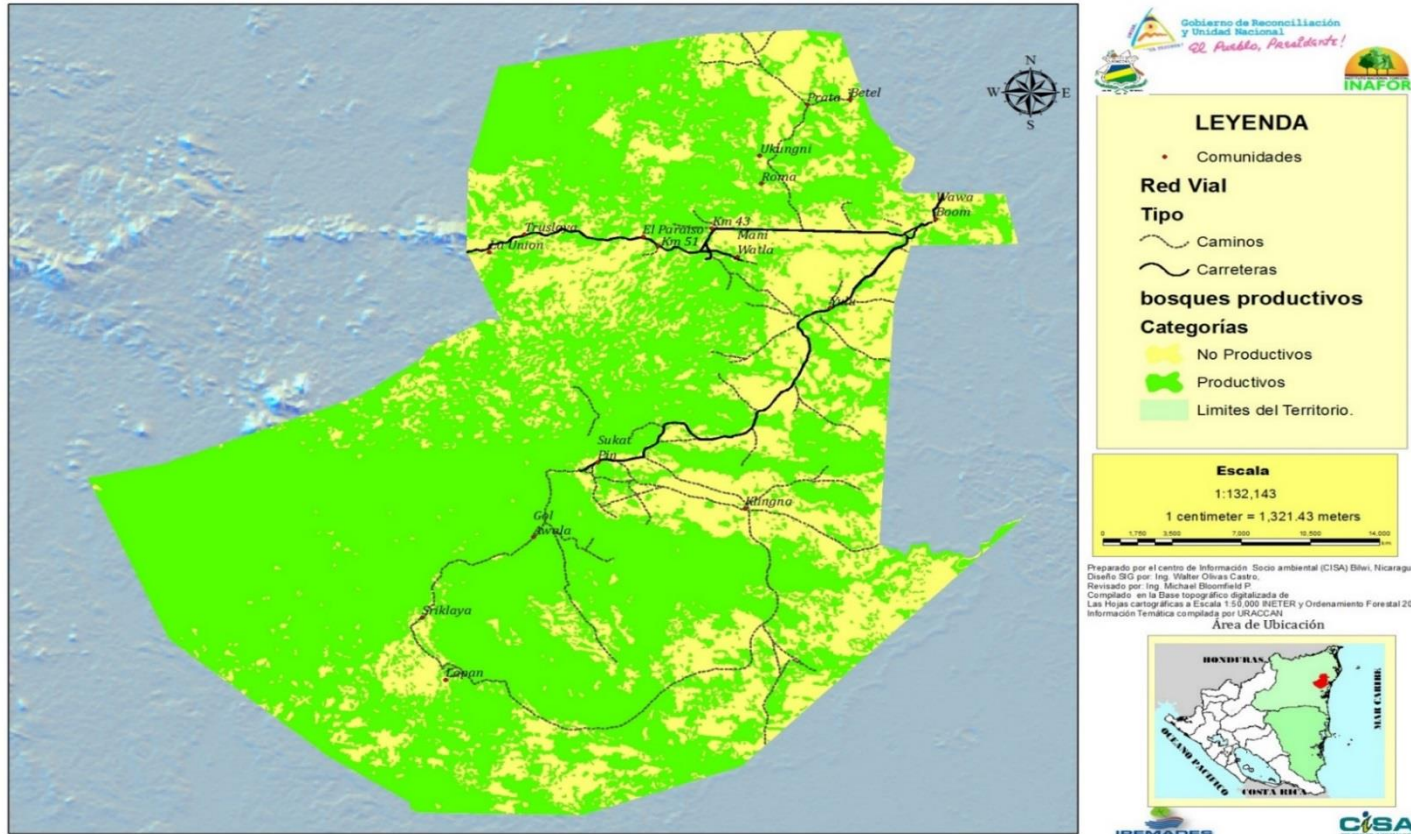 N
W
E
S
Prata
Betel
Ukungni
Roma
Wawa
Boom
Km 43
Truslaya
El Paraiso
Mani
La Union
Km 51
Watla
Yulu
Sukat
Pin
Klingna
Gol
Awala
Sriklaya
Lapan
Gobierno de Reconciliación
y Unidad Nacional
El Pueblo, Presidente!
INAFOR
LEYENDA
Comunidades
Red Vial
Tipo
Caminos
Carreteras
bosques productivos
Categorías
No Productivos
Productivos
Limites del Territorio.
Escala
1:132,143
1 centimeter = 1,321.43 meters
0 1,750 3,500 7,000 10,500 14,000
Preparado por el centro de Información Socio ambiental (CISA) Bilwi, Nicaragu
Diseño SIG por: Ing. Walter Olivas Castro,
Revisado por: Ing. Michael Bloomfield P.
Compilado en la Base topográfico digitalizada de
Las Hojas cartográficas a Escala 1:50,000 INETER y Ordenamiento Forestal 20
Información Temática compilada por URACCAN
Área de Ubicación
HONDURAS
MAR CARIBE
OCEANO PACIFICO
COSTA RICA
IREMADES
CISA